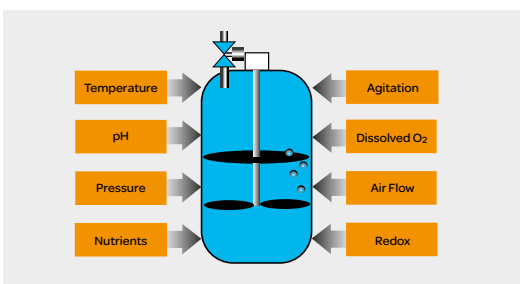 Temperature
Agitation
pH
Dissolved O₂
Pressure
Air Flow
Nutrients
Redox